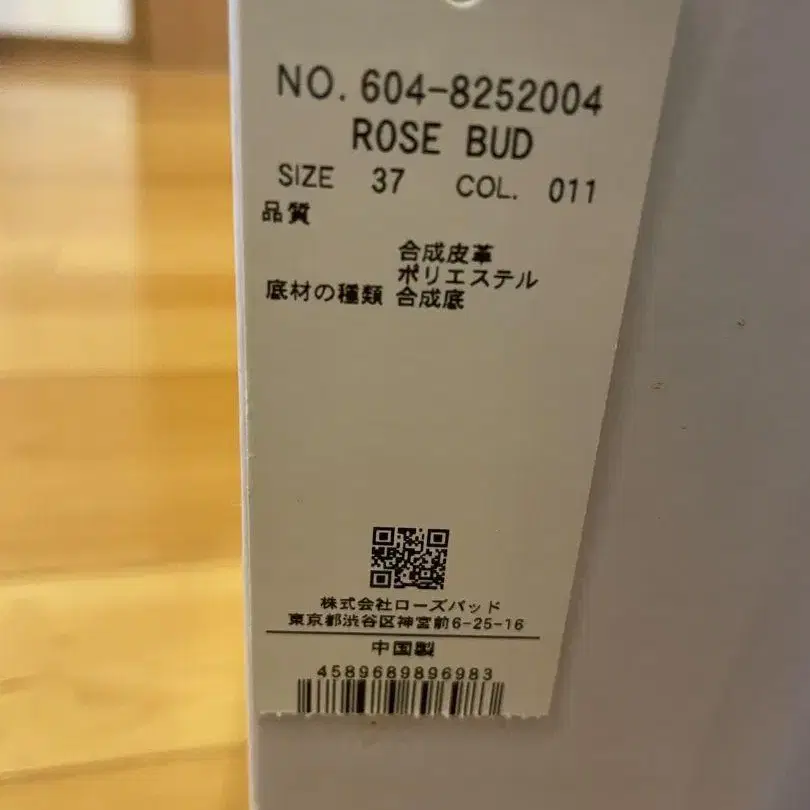 NO. 604-8252004
ROSE BUD
SIZE 37 COL. 011
品質
合成皮革
ポリエステル
底材の種類 合成底
株式会社ローズバッド
東京都渋谷区神宮前6-25-16
中国製
4589689896983